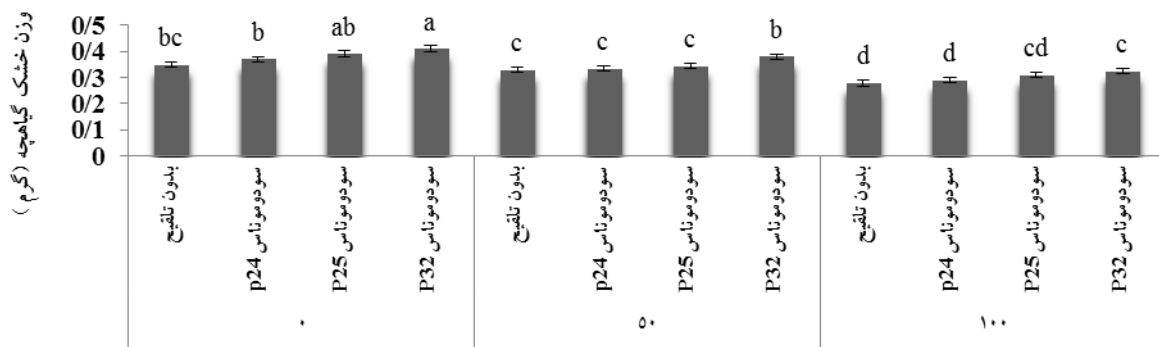 وزن خشک گیاهچه (گرم )
0/5
0/4
0/3
0/2
0/1
0
bc
b
ab
a
c
c
c
b
d
d
cd
c
بدون تلقیح
سودوموناس p24
سودوموناس P25
سودوموناس P32
بدون تلقیح
سودوموناس p24
سودوموناس P25
سودوموناس P32
بدون تلقیح
سودوموناس p24
سودوموناس P25
سودوموناس P32
۰
۵۰
۱۰۰